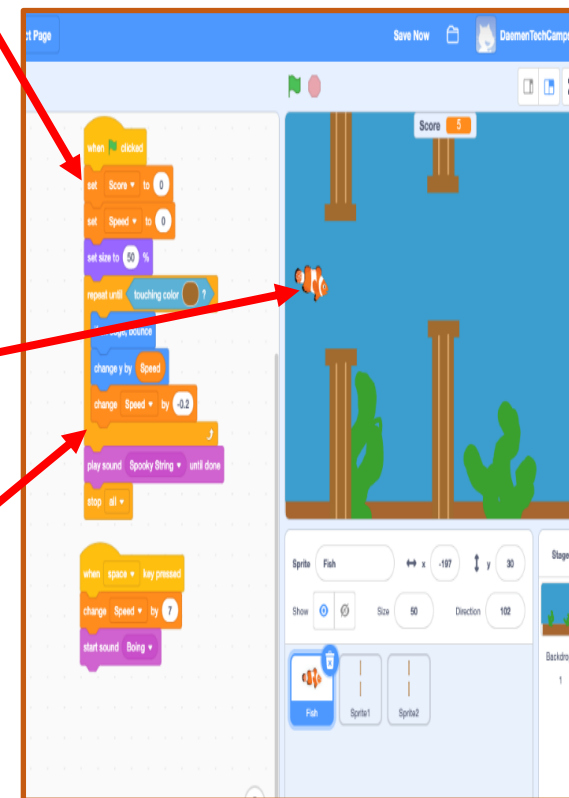 t Page
Save Now
DaemenTechCamps
when clicked
set Score to 0
set Speed to 0
set size to 50 %
repeat until touching color ?
edge, bounce
change y by Speed
change Speed by -0.2
play sound Spooky String until done
stop all
when space key pressed
change Speed by 7
start sound Boing
Score 5
Sprite Fish x -197 y 30
Show Size 50 Direction 102
Fish
Sprite1
Sprite2
Stage
Backdro
1